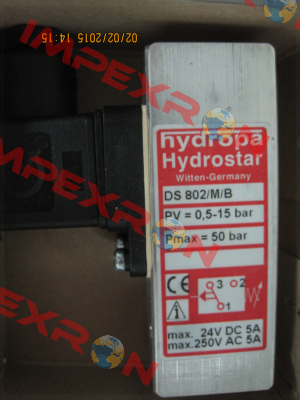 02/02/2015 14:15
IMPEXRON
hydropa
Hydrostar
Witten-Germany
DS 802/M/B
PV = 0,5-15 bar
Pmax = 50 bar
CE
3
2
1
max. 24V DC 5A
max.250V AC 5A